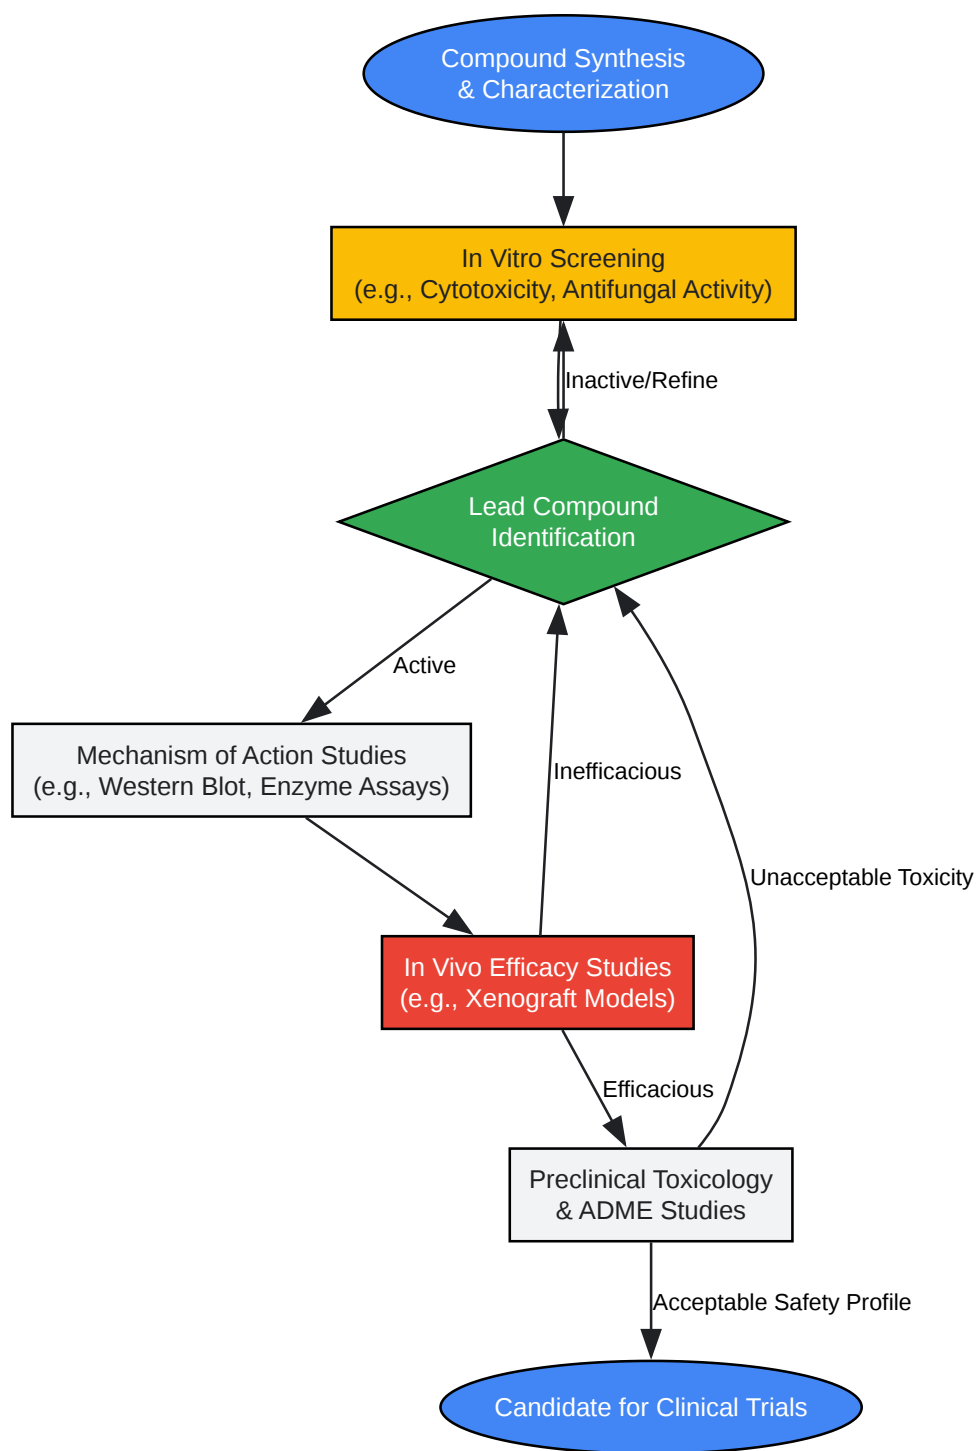 Compound Synthesis
& Characterization
In Vitro Screening
(e.g., Cytotoxicity, Antifungal Activity)
Inactive/Refine
Lead Compound
Identification
Active
Mechanism of Action Studies
(e.g., Western Blot, Enzyme Assays)
Inefficacious
Unacceptable Toxicity
In Vivo Efficacy Studies
(e.g., Xenograft Models)
Efficacious
Preclinical Toxicology
& ADME Studies
Acceptable Safety Profile
Candidate for Clinical Trials